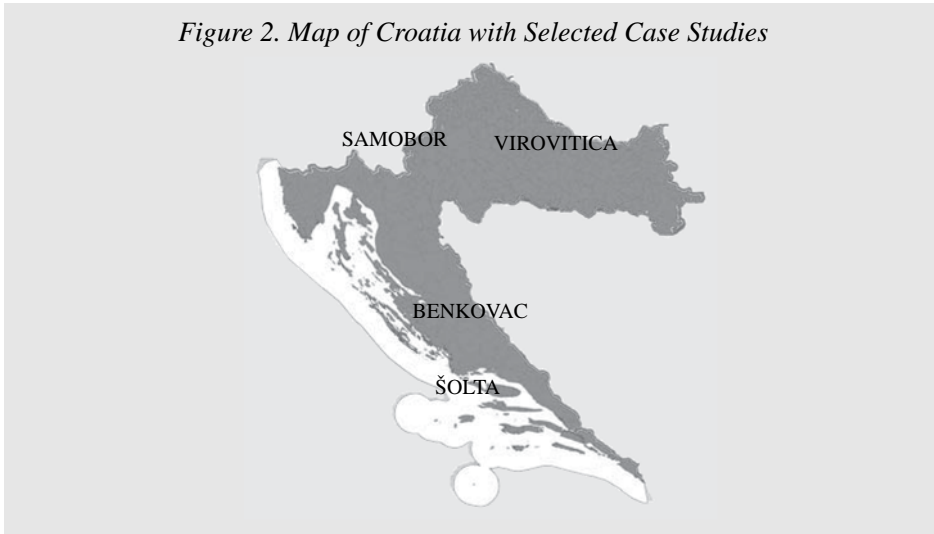 Figure 2. Map of Croatia with Selected Case Studies
SAMOBOR
VIROVITICA
BENKOVAC
ŠOLTA